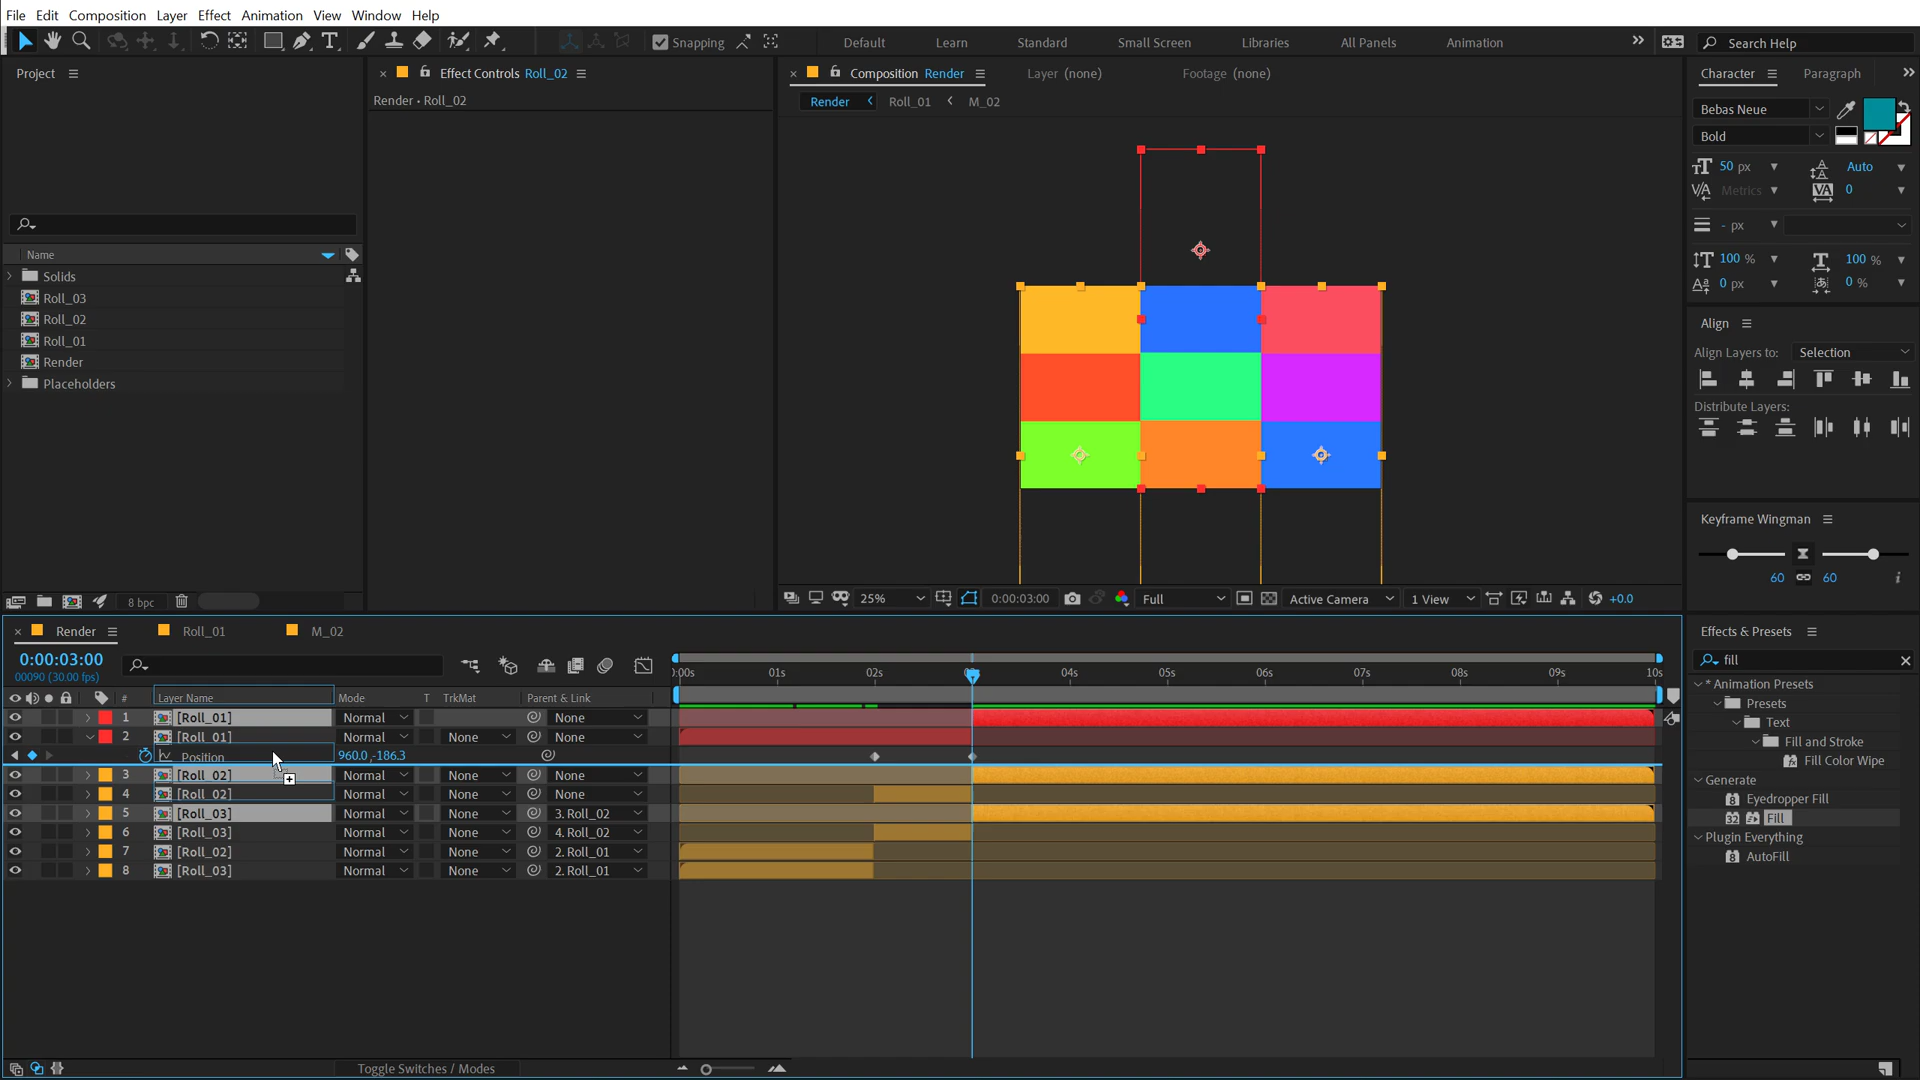 File Edit Composition Layer Effect Animation View Window Help
Snapping Default Learn Standard Small Screen Libraries All Panels Animation » Search Help
Project
Name
Solids
Roll_03
Roll_02
Roll_01
Render
Placeholders
8 bpc
Effect Controls Roll_02
Render • Roll_02
Composition Render Layer (none) Footage (none)
Render Roll_01 M_02
25% 0:00:03:00 Full Active Camera 1 View +0.0
Character Paragraph »
Bebas Neue
Bold
50 px Auto
Metrics 0
- px
100 % 100 %
0 px 0 %
Align
Align Layers to: Selection
Distribute Layers:
Keyframe Wingman
60 60
Effects & Presets
fill
* Animation Presets
Presets
Text
Fill and Stroke
Fill Color Wipe
Generate
Eyedropper Fill
Fill
Plugin Everything
AutoFill
Render Roll_01 M_02
0:00:03:00
00090 (30.00 fps)
:00s 01s 02s 04s 05s 06s 07s 08s 09s 10s
# Layer Name Mode T TrkMat Parent & Link
1 [Roll_01] Normal None
2 [Roll_01] Normal None None
Position 960.0, -186.3
3 [Roll_02] Normal None None
4 [Roll_02] Normal None None
5 [Roll_03] Normal None 3. Roll_02
6 [Roll_03] Normal None 4. Roll_02
7 [Roll_02] Normal None 2. Roll_01
8 [Roll_03] Normal None 2. Roll_01
Toggle Switches / Modes